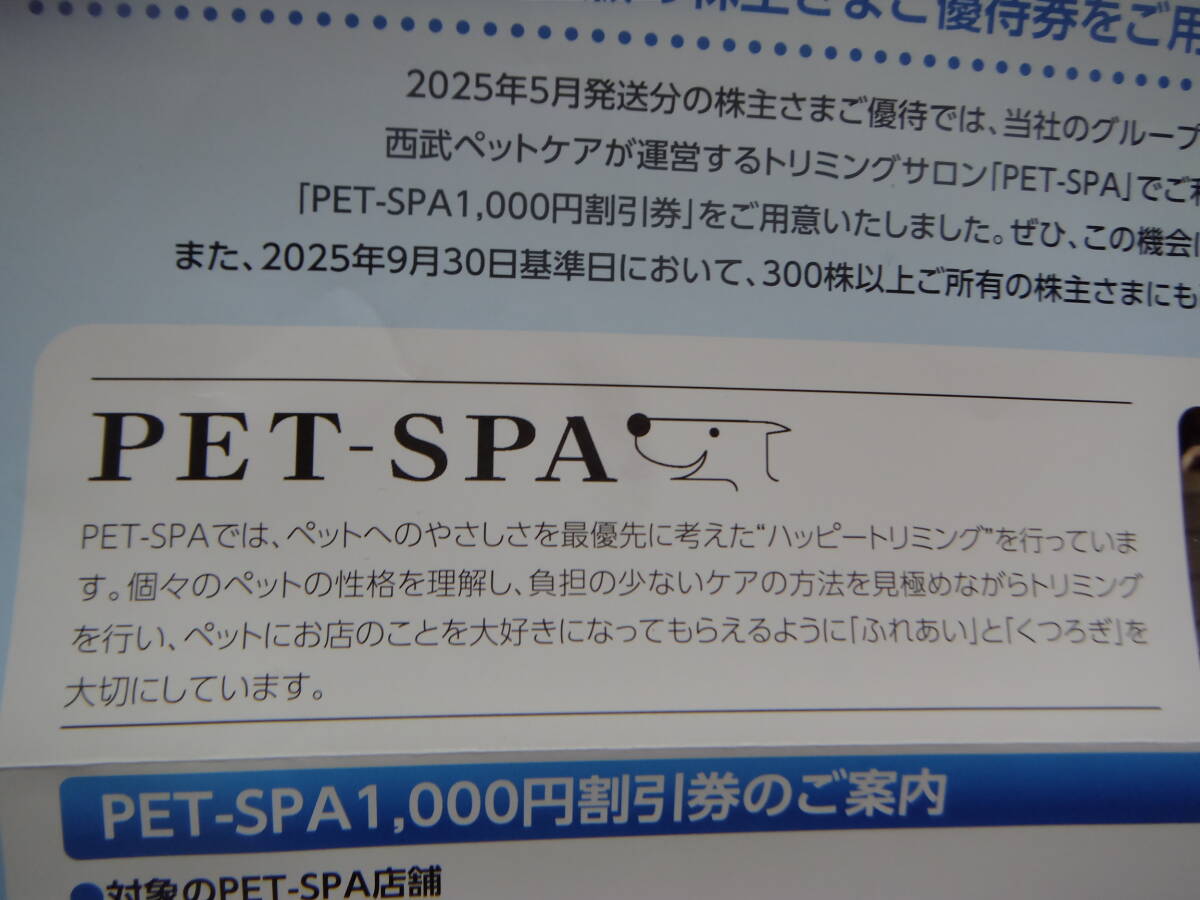 株主さまご優待券をご用
2025年5月発送分の株主さまご優待では、当社のグループ
西武ペットケアが運営するトリミングサロン「PET-SPA」でご利
「PET-SPA1,000円割引券」をご用意いたしました。ぜひ、この機会に
また、2025年9月30日基準日において、300株以上ご所有の株主さまにも
PET-SPA
PET-SPAでは、ペットへのやさしさを最優先に考えた“ハッピートリミング”を行っていま
す。個々のペットの性格を理解し、負担の少ないケアの方法を見極めながらトリミング
を行い、ペットにお店のことを大好きになってもらえるように「ふれあい」と「くつろぎ」を
大切にしています。
PET-SPA1,000円割引券のご案内
●対象のPET-SPA店舗